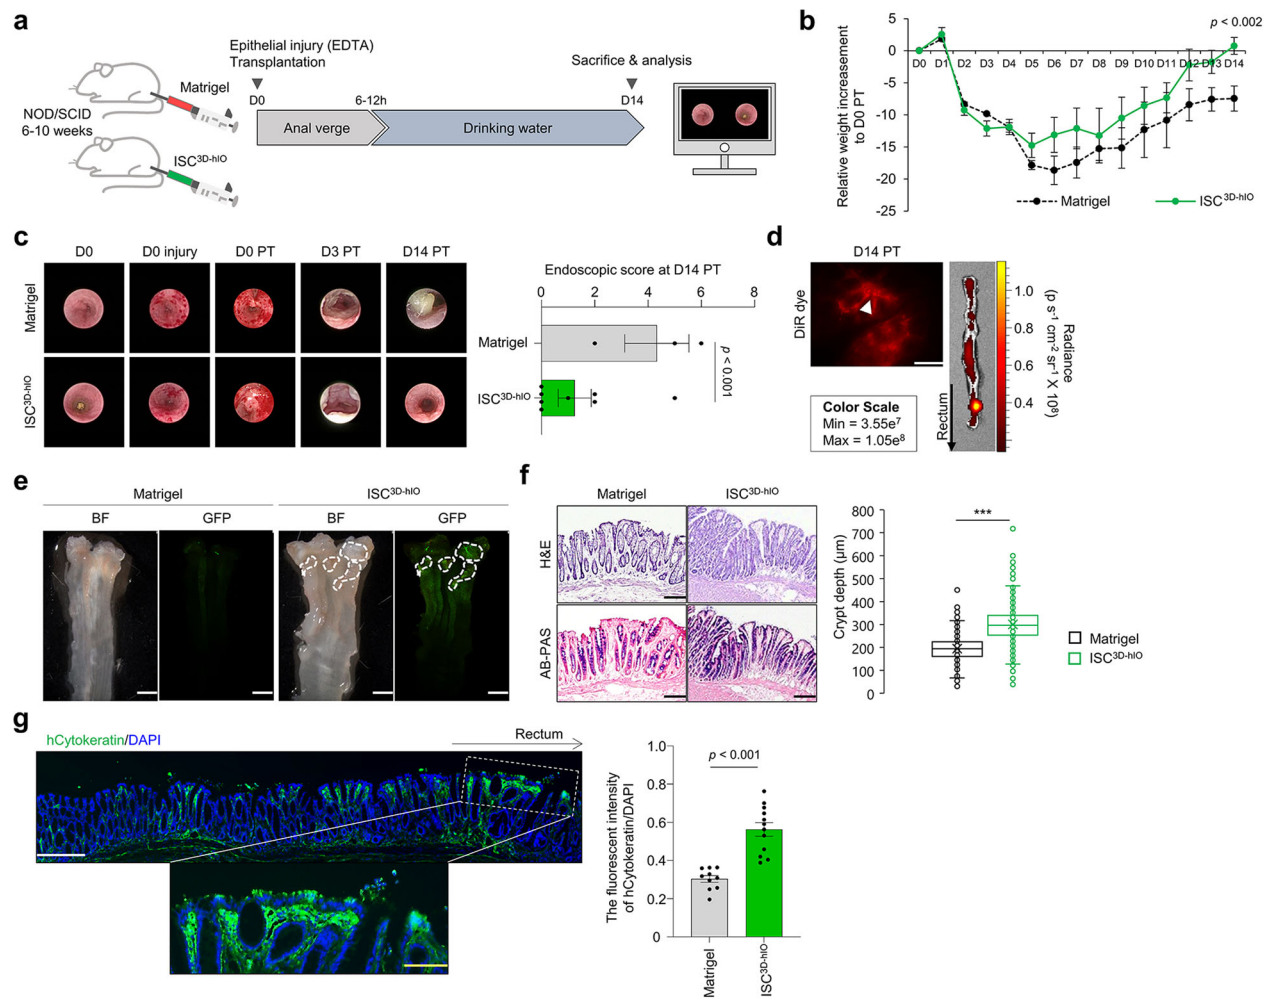 a
Epithelial injury (EDTA)
Transplantation
Sacrifice & analysis
Matrigel
D0
6-12h
D14
NOD/SCID
6-10 weeks
Anal verge
Drinking water
ISC3D-hIO
b
p < 0.002
5
0
-5
-10
-15
-20
-25
D0 D1 D2 D3 D4 D5 D6 D7 D8 D9 D10 D11 D12 D13 D14
Relative weight increasement
to D0 PT
Matrigel
ISC3D-hIO
c
D0
D0 injury
D0 PT
D3 PT
D14 PT
Matrigel
ISC3D-hIO
Endoscopic score at D14 PT
0 2 4 6 8
Matrigel
ISC3D-hIO
p < 0.001
d
D14 PT
DiR dye
Color Scale
Min = 3.55e7
Max = 1.05e8
Rectum
1.0
0.8
0.6
0.4
Radiance
(p s-1 cm-2 sr-1 X 108)
e
Matrigel
ISC3D-hIO
BF
GFP
BF
GFP
f
Matrigel
ISC3D-hIO
H&E
AB-PAS
Crypt depth (μm)
800
700
600
500
400
300
200
100
0
***
Matrigel
ISC3D-hIO
g
hCytokeratin/DAPI
Rectum
The fluorescent intensity
of hCytokeratin/DAPI
1.0
0.8
0.6
0.4
0.2
0
p < 0.001
Matrigel
ISC3D-hIO